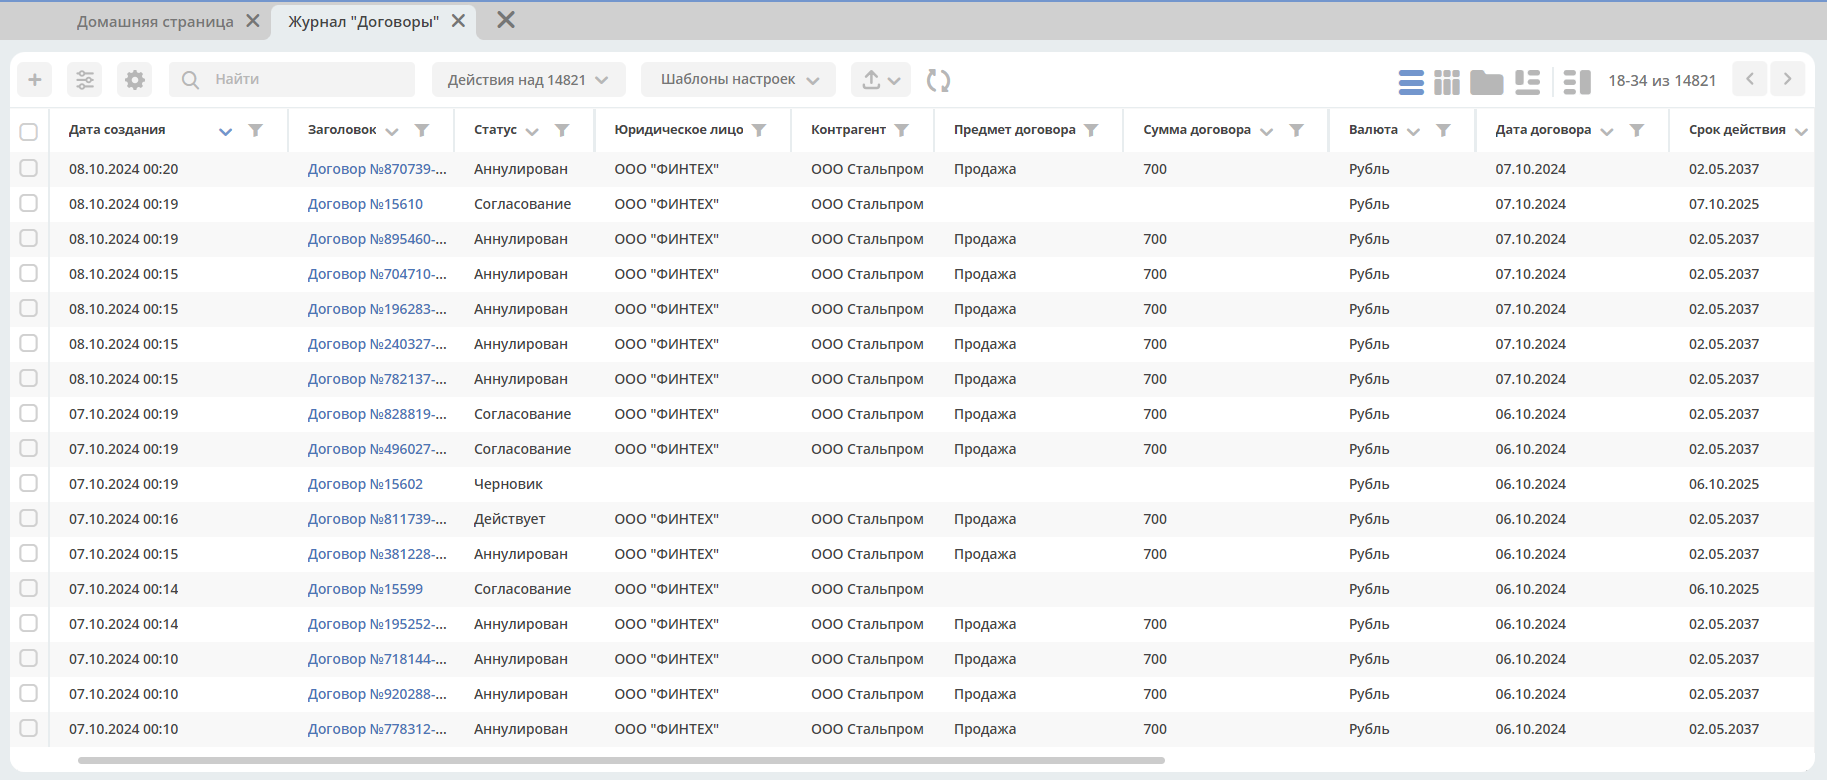 Домашняя страница Журнал "Договоры"
Найти Действия над 14821 Шаблоны настроек 18-34 из 14821
Дата создания Заголовок Статус Юридическое лицо Контрагент Предмет договора Сумма договора Валюта Дата договора Срок действия
08.10.2024 00:20 Договор №870739-... Аннулирован ООО "ФИНТЕХ" ООО Стальпром Продажа 700 Рубль 07.10.2024 02.05.2037
08.10.2024 00:19 Договор №15610 Согласование ООО "ФИНТЕХ" ООО Стальпром Рубль 07.10.2024 07.10.2025
08.10.2024 00:19 Договор №895460-... Аннулирован ООО "ФИНТЕХ" ООО Стальпром Продажа 700 Рубль 07.10.2024 02.05.2037
08.10.2024 00:15 Договор №704710-... Аннулирован ООО "ФИНТЕХ" ООО Стальпром Продажа 700 Рубль 07.10.2024 02.05.2037
08.10.2024 00:15 Договор №196283-... Аннулирован ООО "ФИНТЕХ" ООО Стальпром Продажа 700 Рубль 07.10.2024 02.05.2037
08.10.2024 00:15 Договор №240327-... Аннулирован ООО "ФИНТЕХ" ООО Стальпром Продажа 700 Рубль 07.10.2024 02.05.2037
08.10.2024 00:15 Договор №782137-... Аннулирован ООО "ФИНТЕХ" ООО Стальпром Продажа 700 Рубль 07.10.2024 02.05.2037
07.10.2024 00:19 Договор №828819-... Согласование ООО "ФИНТЕХ" ООО Стальпром Продажа 700 Рубль 06.10.2024 02.05.2037
07.10.2024 00:19 Договор №496027-... Согласование ООО "ФИНТЕХ" ООО Стальпром Продажа 700 Рубль 06.10.2024 02.05.2037
07.10.2024 00:19 Договор №15602 Черновик Рубль 06.10.2024 06.10.2025
07.10.2024 00:16 Договор №811739-... Действует ООО "ФИНТЕХ" ООО Стальпром Продажа 700 Рубль 06.10.2024 02.05.2037
07.10.2024 00:15 Договор №381228-... Аннулирован ООО "ФИНТЕХ" ООО Стальпром Продажа 700 Рубль 06.10.2024 02.05.2037
07.10.2024 00:14 Договор №15599 Согласование ООО "ФИНТЕХ" ООО Стальпром Рубль 06.10.2024 06.10.2025
07.10.2024 00:14 Договор №195252-... Аннулирован ООО "ФИНТЕХ" ООО Стальпром Продажа 700 Рубль 06.10.2024 02.05.2037
07.10.2024 00:10 Договор №718144-... Аннулирован ООО "ФИНТЕХ" ООО Стальпром Продажа 700 Рубль 06.10.2024 02.05.2037
07.10.2024 00:10 Договор №920288-... Аннулирован ООО "ФИНТЕХ" ООО Стальпром Продажа 700 Рубль 06.10.2024 02.05.2037
07.10.2024 00:10 Договор №778312-... Аннулирован ООО "ФИНТЕХ" ООО Стальпром Продажа 700 Рубль 06.10.2024 02.05.2037